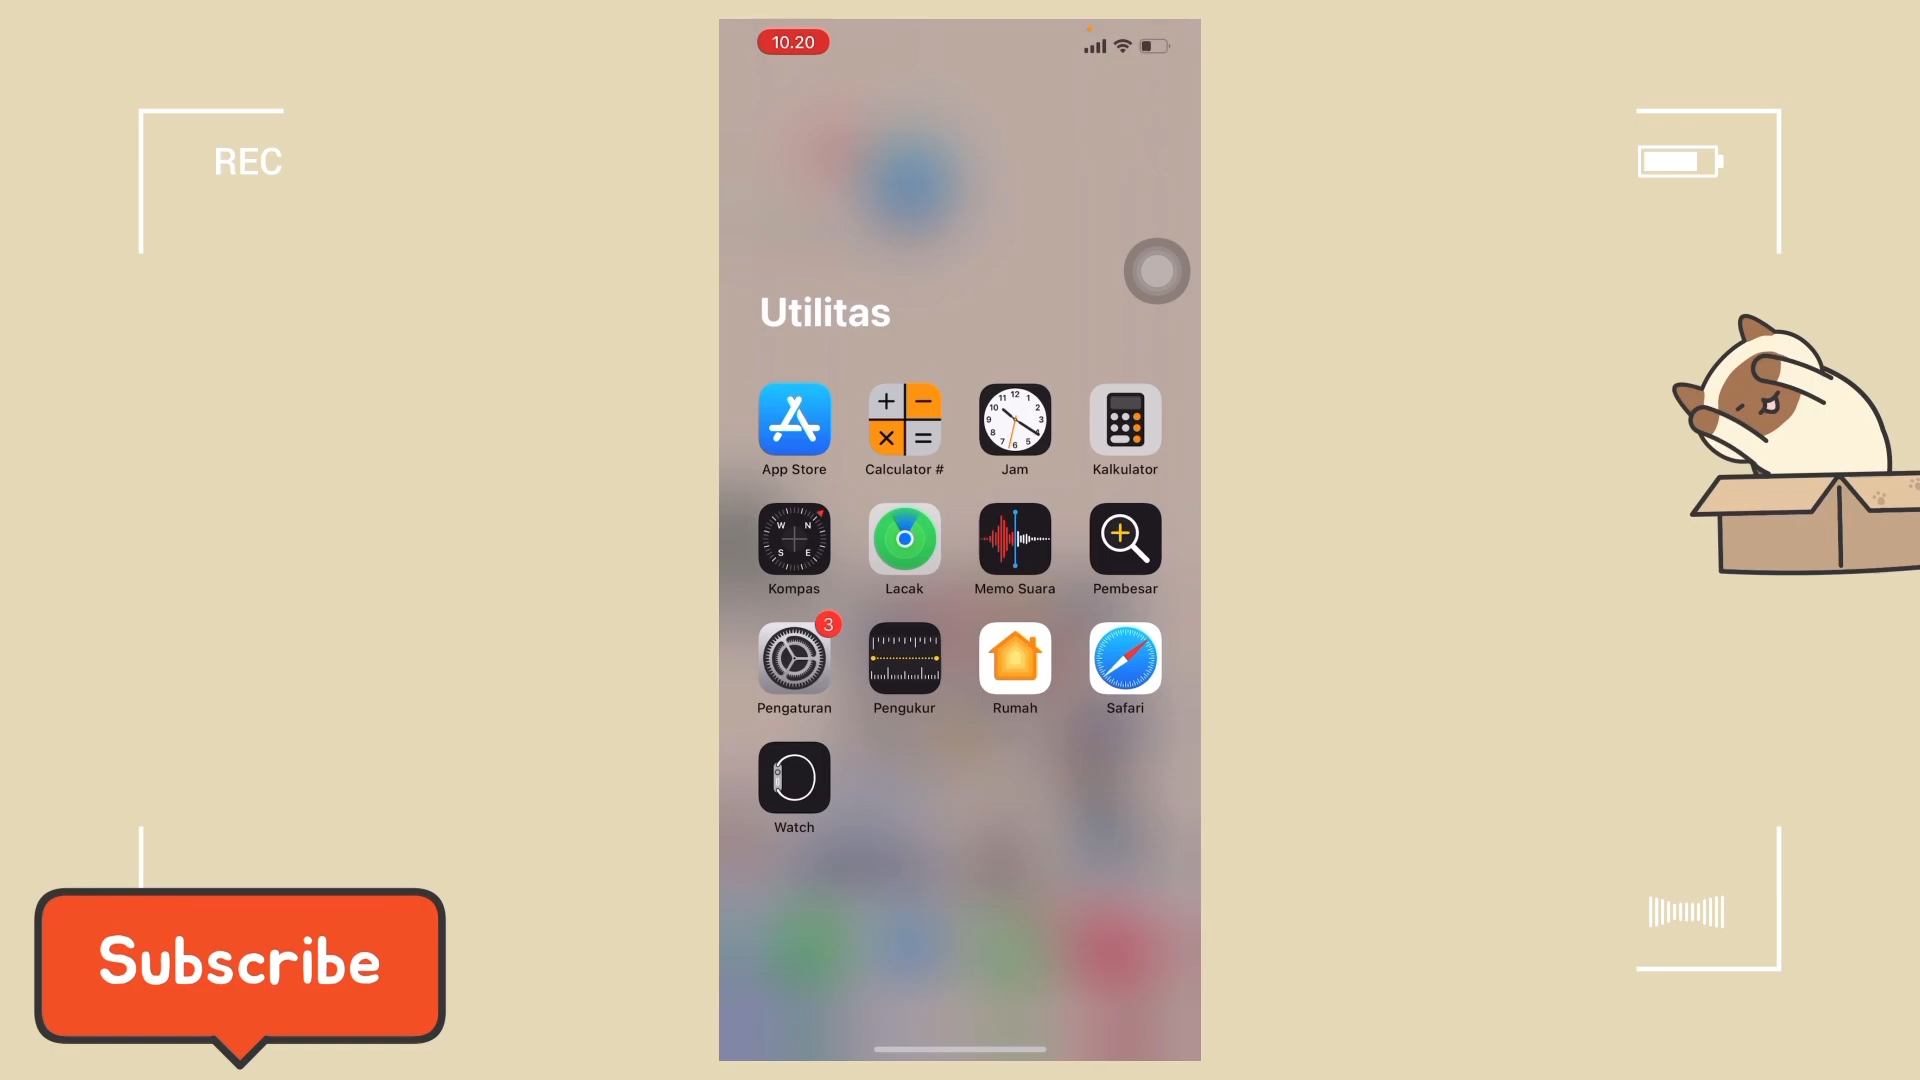 10.20
REC
Utilitas
App Store
Calculator #
Jam
Kalkulator
Kompas
Lacak
Memo Suara
Pembesar
3
Pengaturan
Pengukur
Rumah
Safari
Watch
Subscribe